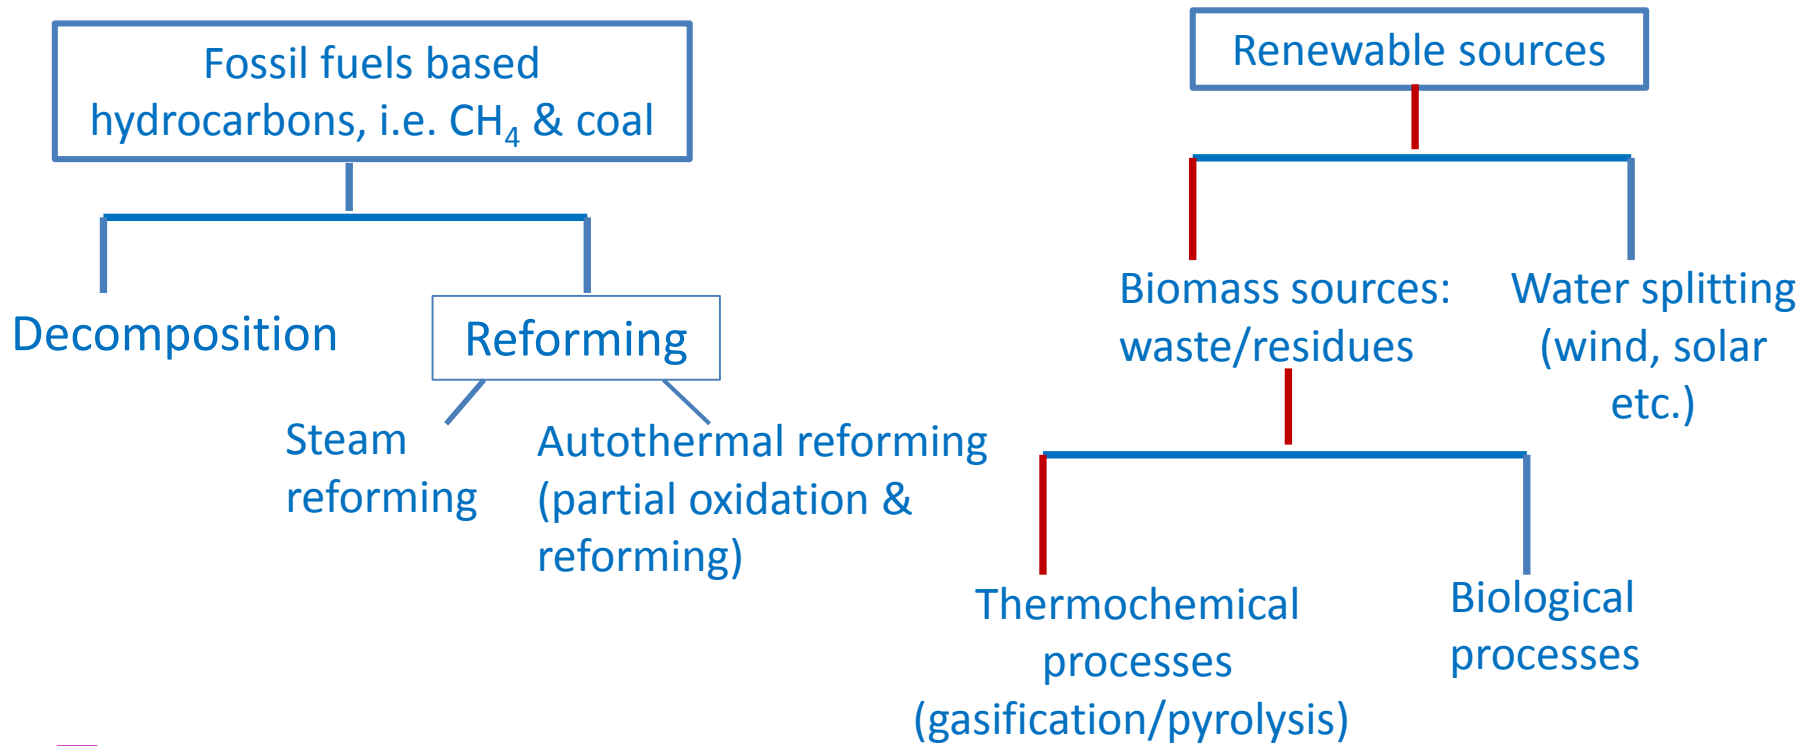 Fossil fuels based
hydrocarbons, i.e. CH₄ & coal
Decomposition
Reforming
Steam
reforming
Autothermal reforming
(partial oxidation &
reforming)
Renewable sources
Biomass sources:
waste/residues
Water splitting
(wind, solar
etc.)
Thermochemical
processes
(gasification/pyrolysis)
Biological
processes